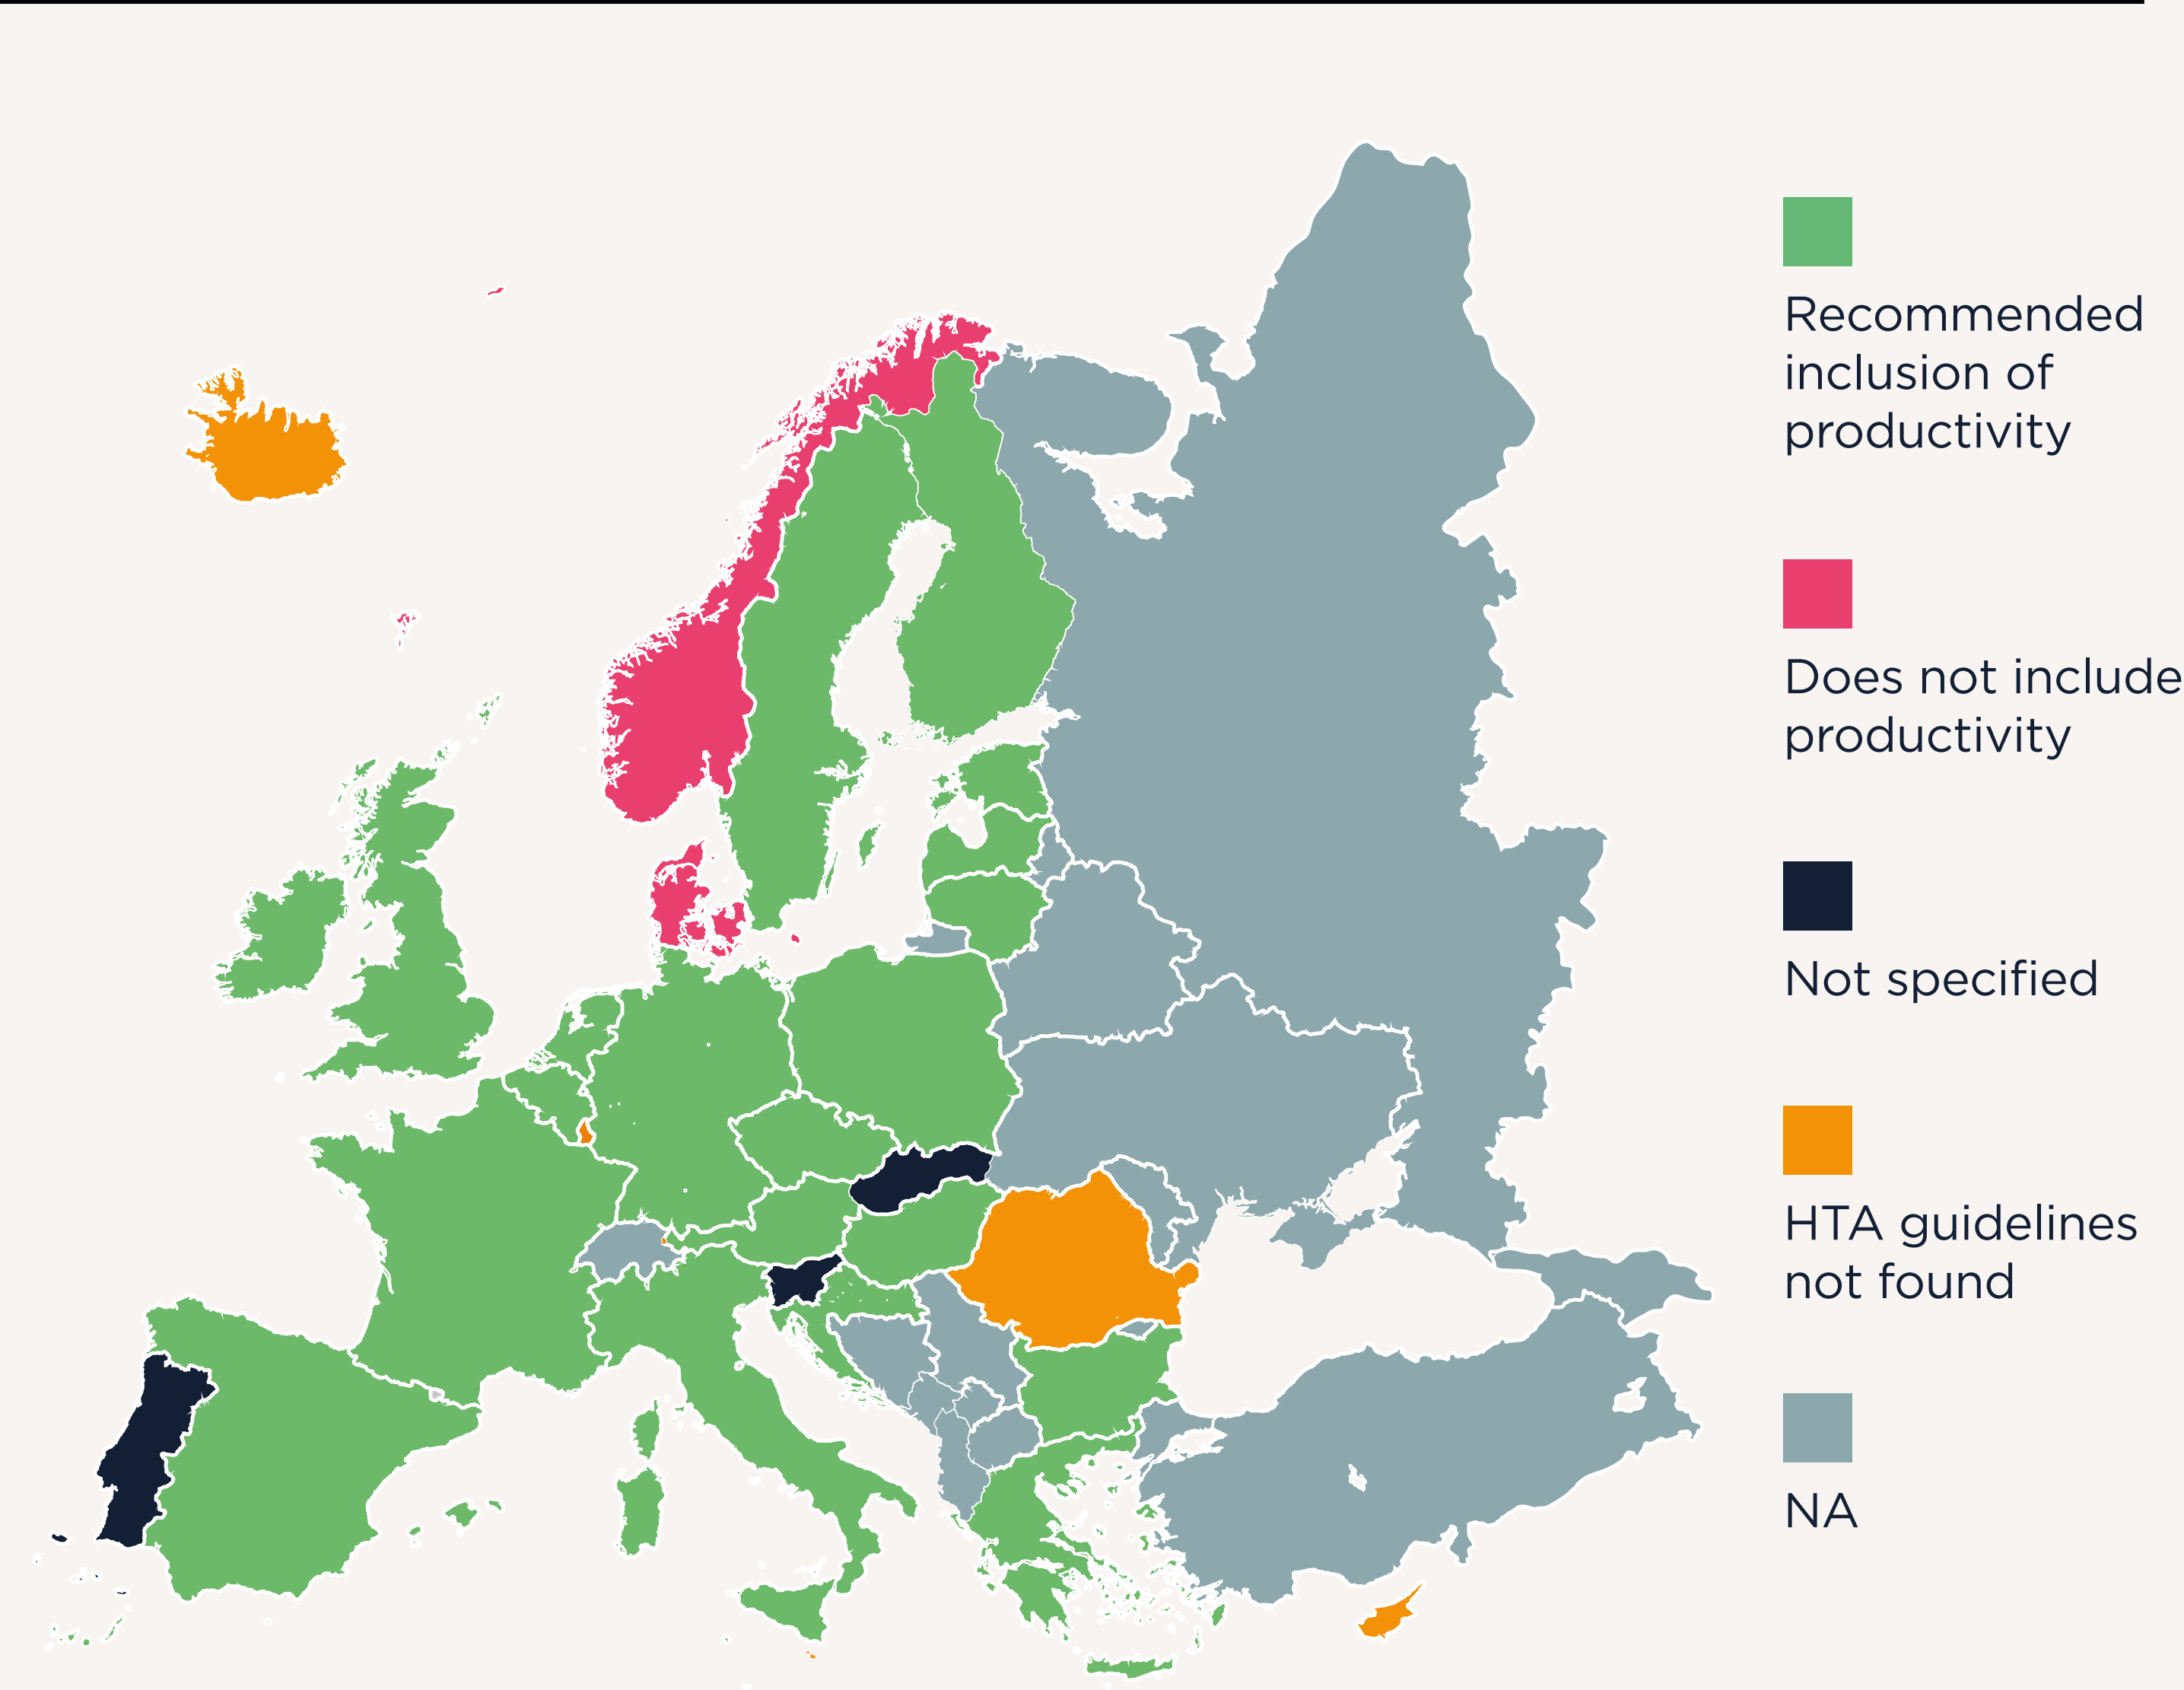 Recommended
inclusion of
productivity
Does not include
productivity
Not specified
HTA guidelines
not found
NA